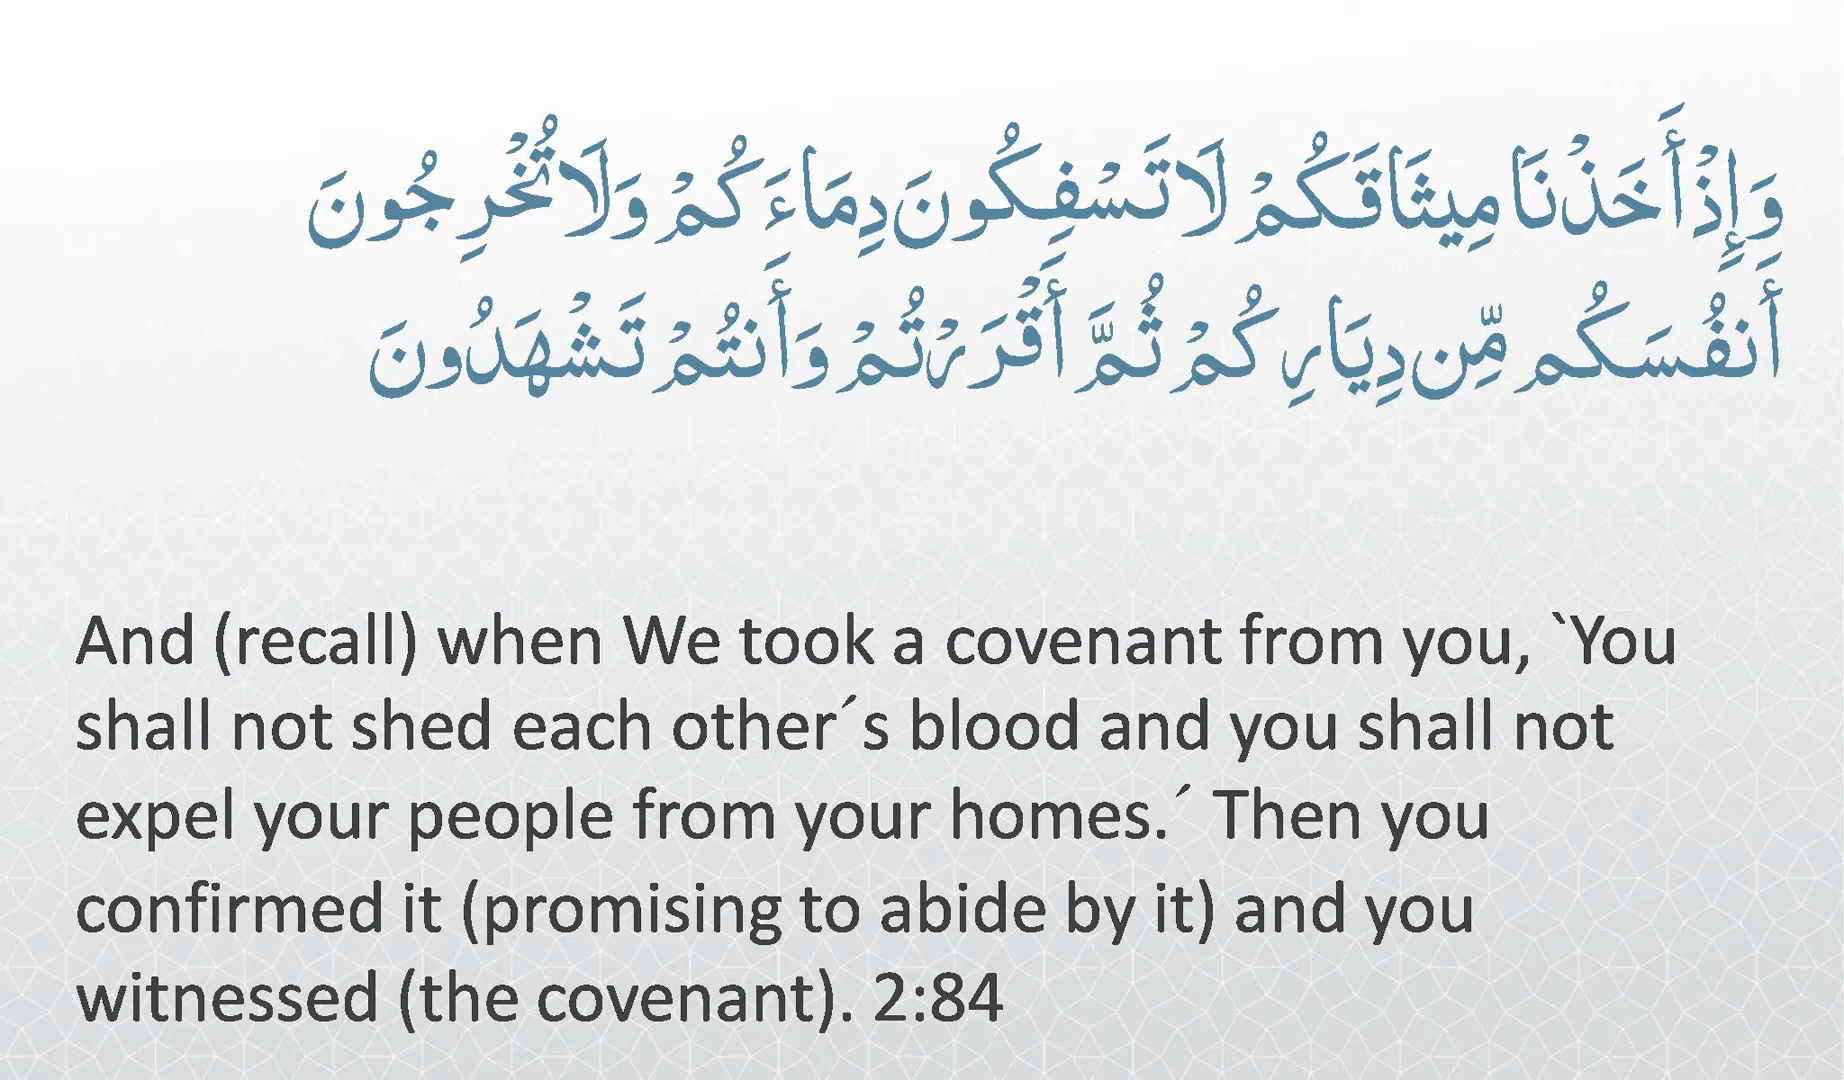 وَإِذْ أَخَذْنَا مِيثَاقَكُمْ لَا تَسْفِكُونَ دِمَاءَكُمْ وَلَا تُخْرِجُونَ
أَنفُسَكُم مِّن دِيَارِكُمْ ثُمَّ أَقْرَرْتُمْ وَأَنتُمْ تَشْهَدُونَ
And (recall) when We took a covenant from you, `You
shall not shed each other´s blood and you shall not
expel your people from your homes.´ Then you
confirmed it (promising to abide by it) and you
witnessed (the covenant). 2:84